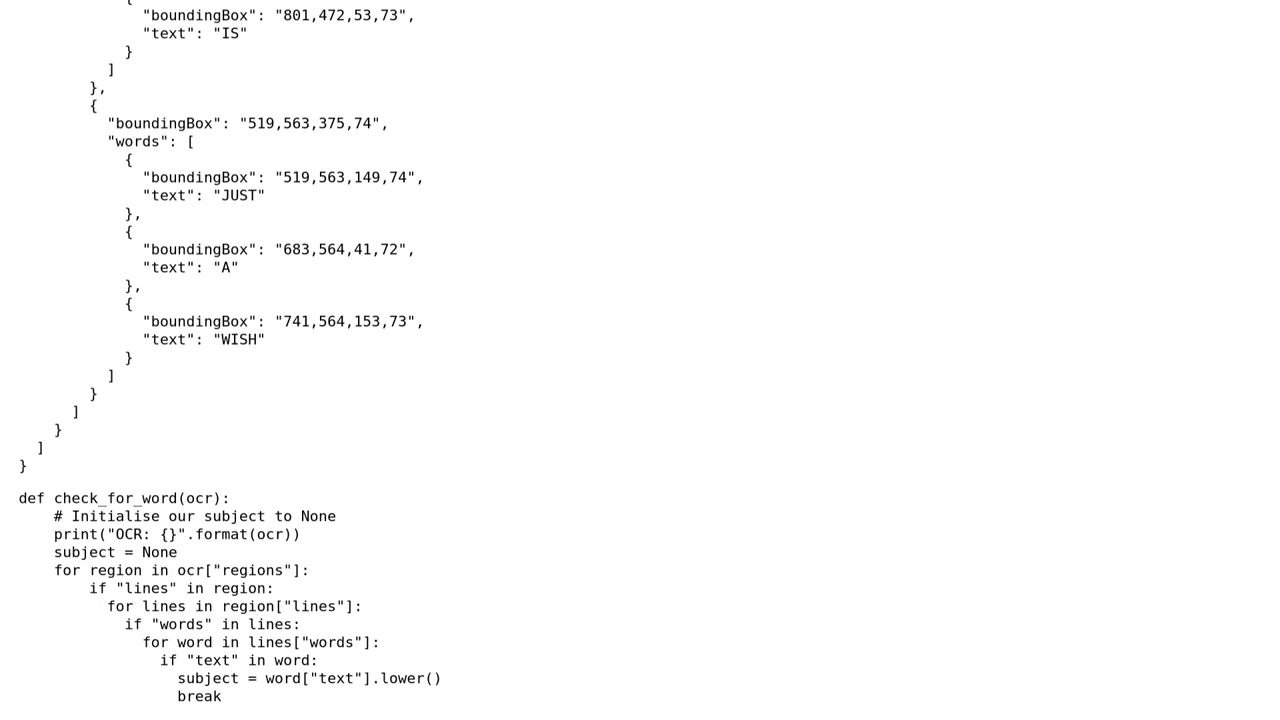 {
"boundingBox": "801,472,53,73",
"text": "IS"
}
]
},
{
"boundingBox": "519,563,375,74",
"words": [
{
"boundingBox": "519,563,149,74",
"text": "JUST"
},
{
"boundingBox": "683,564,41,72",
"text": "A"
},
{
"boundingBox": "741,564,153,73",
"text": "WISH"
}
]
}
]
}
]
}
def check_for_word(ocr):
# Initialise our subject to None
print("OCR: {}".format(ocr))
subject = None
for region in ocr["regions"]:
if "lines" in region:
for lines in region["lines"]:
if "words" in lines:
for word in lines["words"]:
if "text" in word:
subject = word["text"].lower()
break